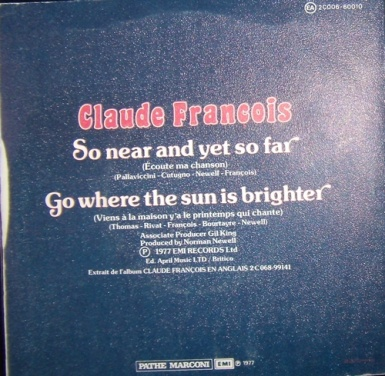 EA 2C006-60010
Claude François
So near and yet so far
(Écoute ma chanson)
(Pallavicini - Cutugno - Newell - François)
Go where the sun is brighter
(Viens à la maison y'a le printemps qui chante)
(Thomas - Rivat - François - Bourtayre - Newell)
Associate Producer Gil King
Produced by Norman Newell
Ⓟ 1977 EMI RECORDS Ltd
Ed. April Music LTD / Britico
Extrait de l'album CLAUDE FRANÇOIS EN ANGLAIS 2 C 068-99141
PATHE MARCONI EMI Ⓟ 1977